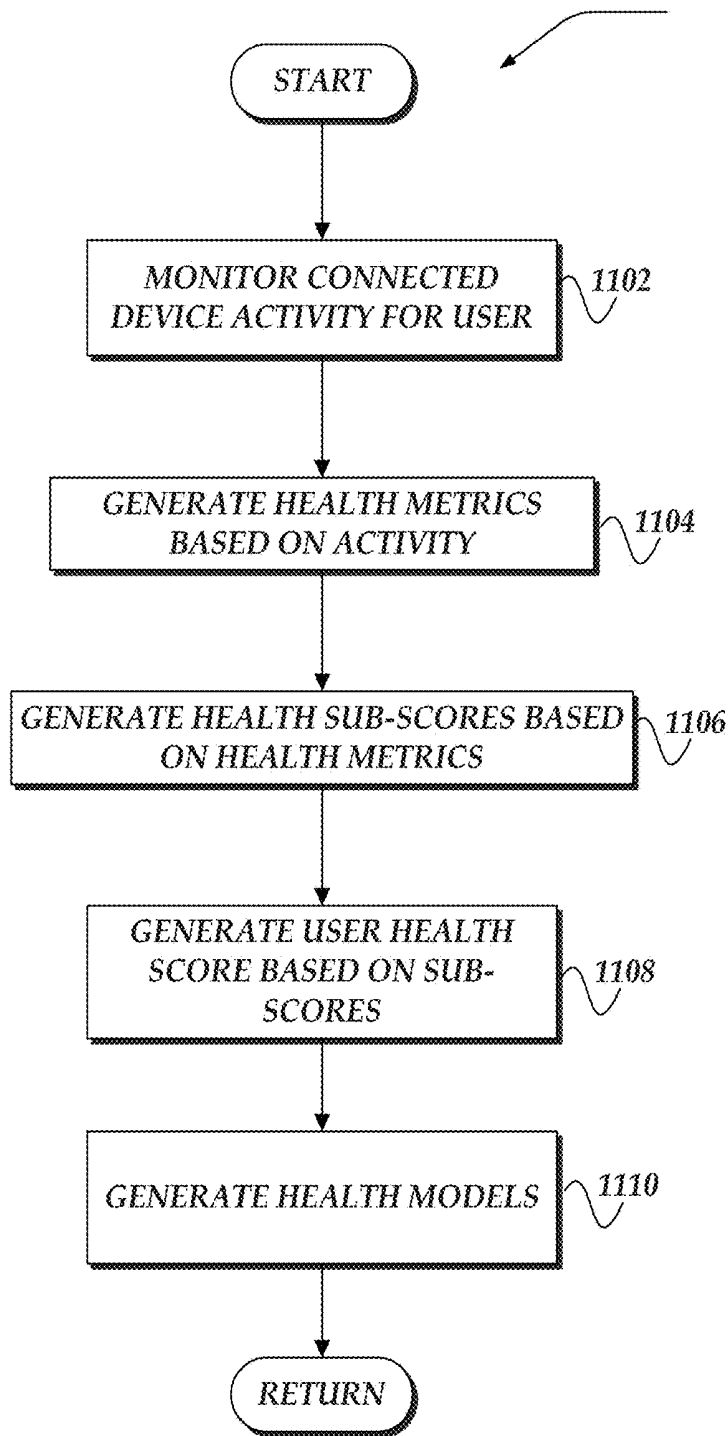 START
MONITOR CONNECTED
DEVICE ACTIVITY FOR USER
1102
GENERATE HEALTH METRICS
BASED ON ACTIVITY
1104
GENERATE HEALTH SUB-SCORES BASED
ON HEALTH METRICS
1106
GENERATE USER HEALTH
SCORE BASED ON SUB-
SCORES
1108
GENERATE HEALTH MODELS
1110
RETURN